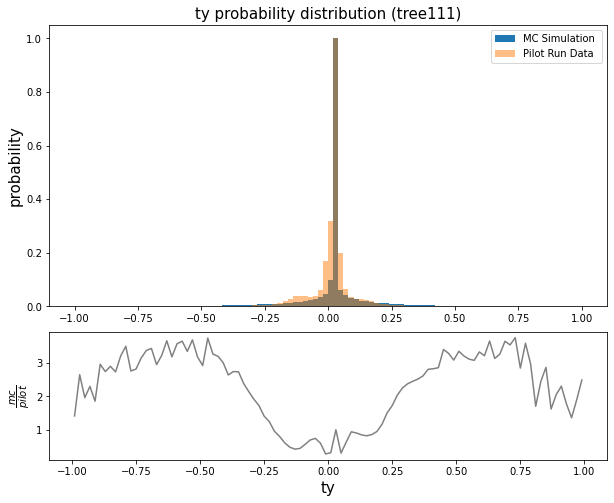 ty probability distribution (tree111)
MC Simulation
Pilot Run Data
probability
1.0
0.8
0.6
0.4
0.2
0.0
−1.00 −0.75 −0.50 −0.25 0.00 0.25 0.50 0.75 1.00
mc
pilot
3
2
1
−1.00 −0.75 −0.50 −0.25 0.00 0.25 0.50 0.75 1.00
ty